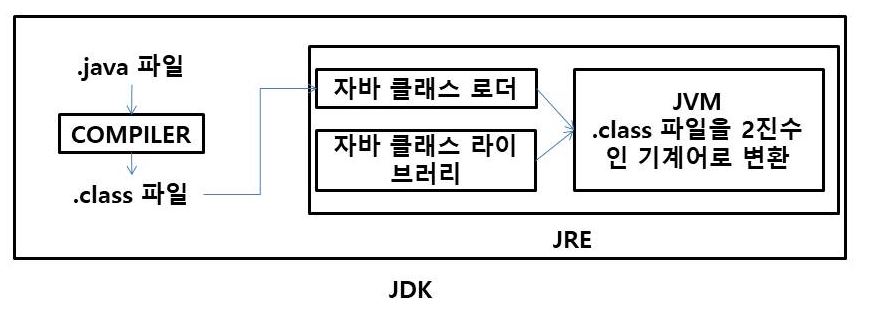 .java 파일
COMPILER
.class 파일
자바 클래스 로더
자바 클래스 라이
브러리
JVM
.class 파일을 2진수
인 기계어로 변환
JRE
JDK